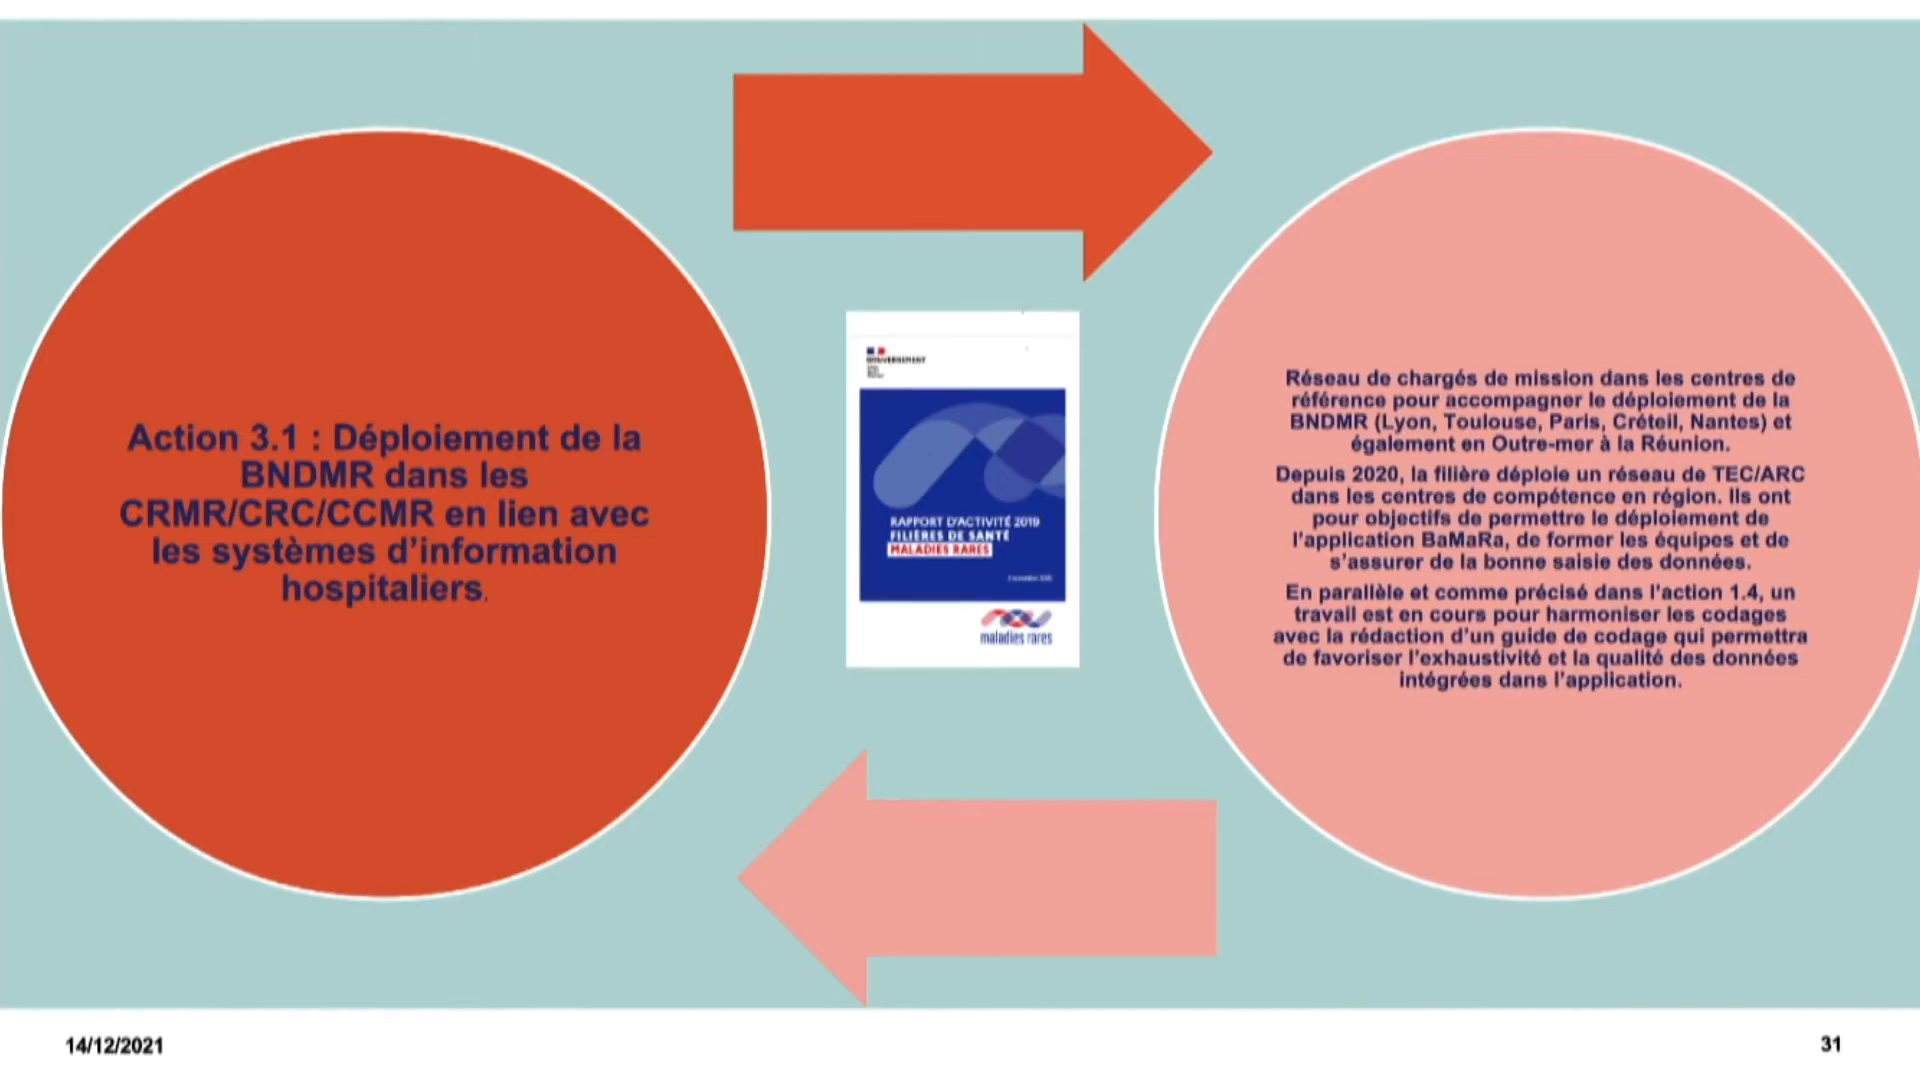 Action 3.1 : Déploiement de la
BNDMR dans les
CRMR/CRC/CCMR en lien avec
les systèmes d'information
hospitaliers.
GOUVERNEMENT
RAPPORT D'ACTIVITÉ 2019
FILIÈRES DE SANTÉ
MALADIES RARES
maladies rares
Réseau de chargés de mission dans les centres de
référence pour accompagner le déploiement de la
BNDMR (Lyon, Toulouse, Paris, Créteil, Nantes) et
également en Outre-mer à la Réunion.
Depuis 2020, la filière déploie un réseau de TEC/ARC
dans les centres de compétence en région. Ils ont
pour objectifs de permettre le déploiement de
l'application BaMaRa, de former les équipes et de
s'assurer de la bonne saisie des données.
En parallèle et comme précisé dans l'action 1.4, un
travail est en cours pour harmoniser les codages
avec la rédaction d'un guide de codage qui permettra
de favoriser l'exhaustivité et la qualité des données
intégrées dans l'application.
14/12/2021
31